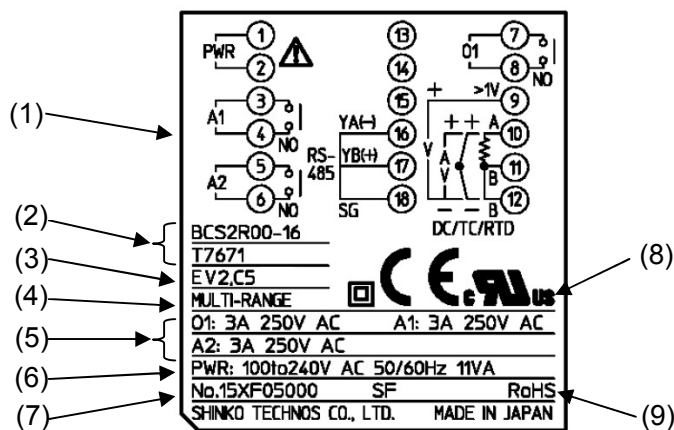 PWR 1 13 7
2 14 O1 8 NO
3 15 + >1V 9
A1 4 NO YA(-) 16 + + A 10
5 RS-485 YB(+) 17 V A V B 11
A2 6 NO SG 18 - - B 12
DC/TC/RTD
(1)
(2) BCS2R00-16
T7671
(3) EV2,C5
(4) MULTI-RANGE CE c RU US (8)
(5) O1: 3A 250V AC A1: 3A 250V AC
A2: 3A 250V AC
(6) PWR: 100to240V AC 50/60Hz 11VA
(7) No.15XF05000 SF RoHS (9)
SHINKO TECHNOS CO., LTD. MADE IN JAPAN